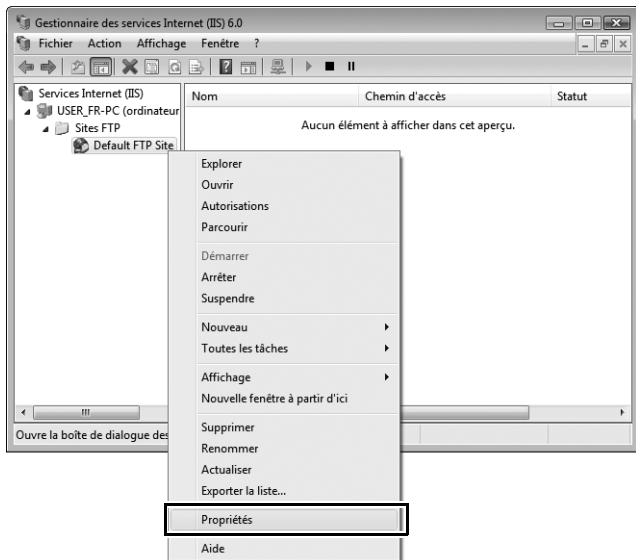 Gestionnaire des services Internet (IIS) 6.0
Fichier Action Affichage Fenêtre ?
Services Internet (IIS)
USER_FR-PC (ordinateur
Sites FTP
Default FTP Site
Nom Chemin d'accès Statut
Aucun élément à afficher dans cet aperçu.
Explorer
Ouvrir
Autorisations
Parcourir
Démarrer
Arrêter
Suspendre
Nouveau
Toutes les tâches
Affichage
Nouvelle fenêtre à partir d'ici
Supprimer
Renommer
Actualiser
Exporter la liste...
Propriétés
Aide
Ouvre la boîte de dialogue des